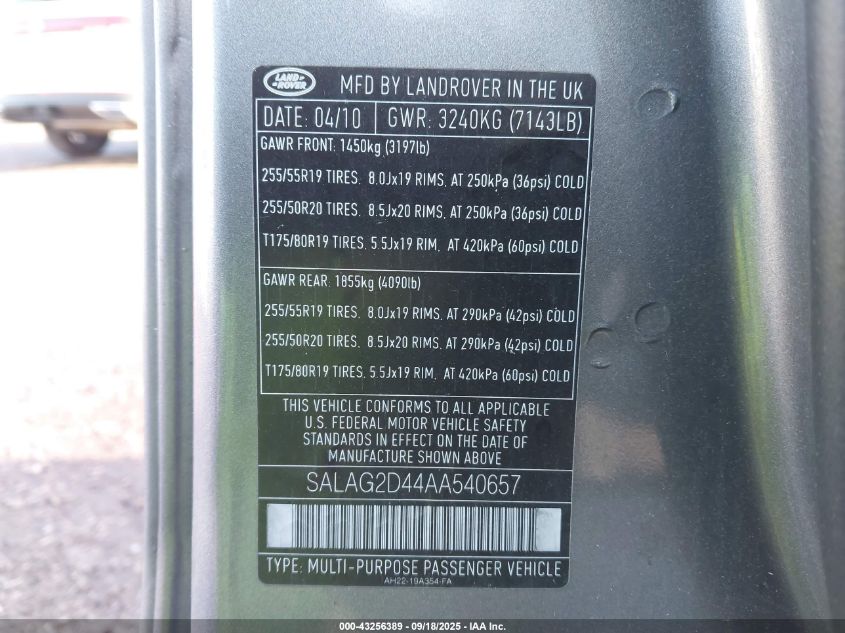 LAND ROVER
MFD BY LANDROVER IN THE UK
DATE: 04/10 GWR: 3240KG (7143LB)
GAWR FRONT: 1450kg (3197lb)
255/55R19 TIRES. 8.0Jx19 RIMS, AT 250kPa (36psi) COLD
255/50R20 TIRES. 8.5Jx20 RIMS, AT 250kPa (36psi) COLD
T175/80R19 TIRES. 5.5Jx19 RIM, AT 420kPa (60psi) COLD
GAWR REAR: 1855kg (4090lb)
255/55R19 TIRES. 8.0Jx19 RIMS, AT 290kPa (42psi) COLD
255/50R20 TIRES. 8.5Jx20 RIMS, AT 290kPa (42psi) COLD
T175/80R19 TIRES. 5.5Jx19 RIM, AT 420kPa (60psi) COLD
THIS VEHICLE CONFORMS TO ALL APPLICABLE
U.S. FEDERAL MOTOR VEHICLE SAFETY
STANDARDS IN EFFECT ON THE DATE OF
MANUFACTURE SHOWN ABOVE
SALAG2D44AA540657
TYPE: MULTI-PURPOSE PASSENGER VEHICLE
AH22-19A354-FA
000-43256389 - 09/18/2025 - IAA Inc.